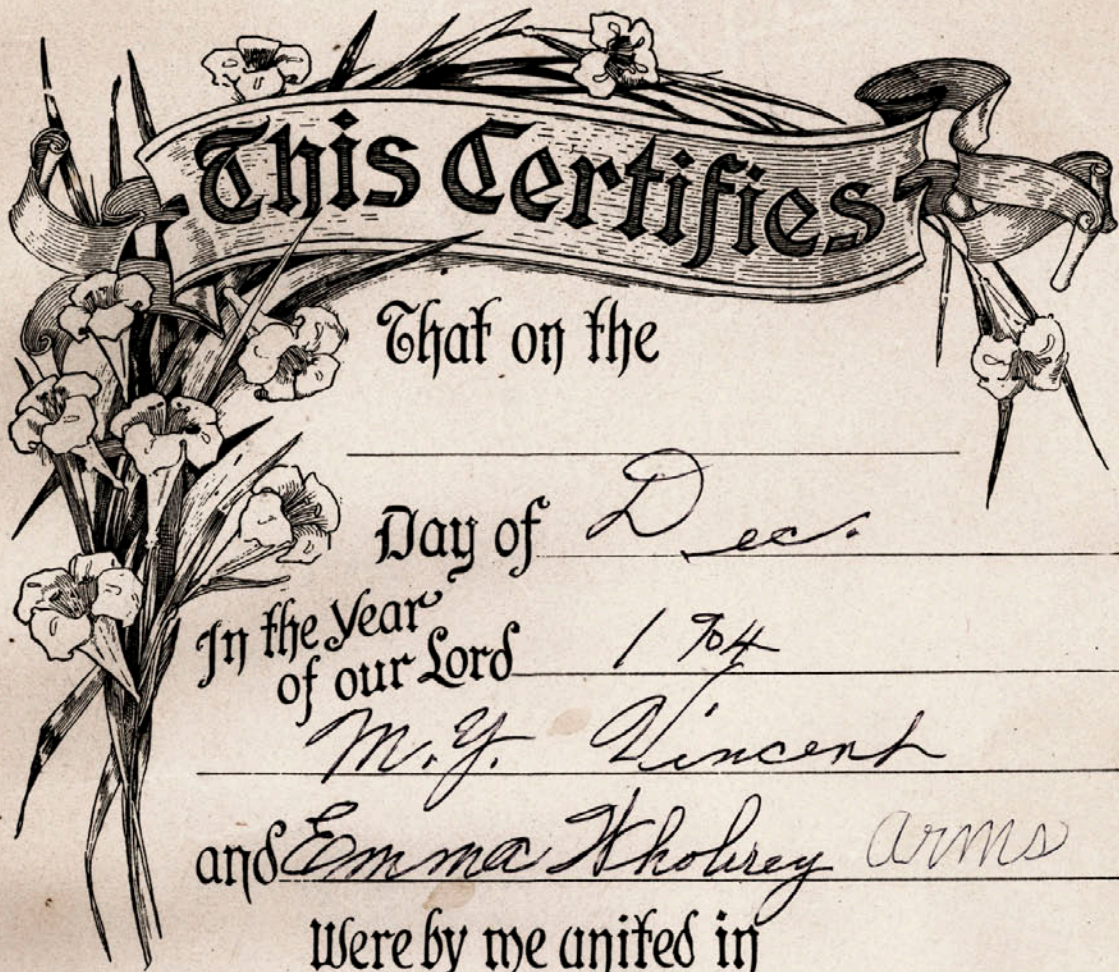 This Certifies
That on the
Day of Dec.
In the Year
of our Lord 1904
M. Y. Vincent
and Emma Wholrey arms
Were by me united in